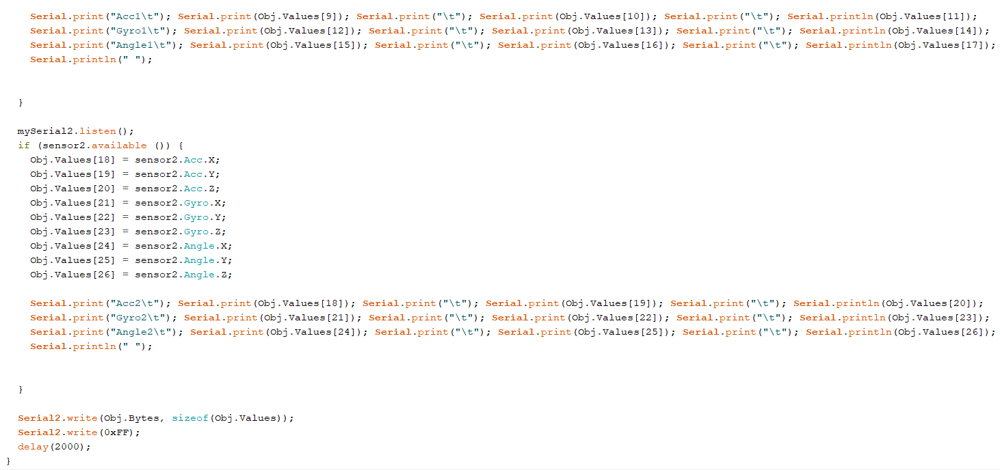 Serial.print("Acc1\t"); Serial.print(Obj.Values[9]); Serial.print("\t"); Serial.print(Obj.Values[10]); Serial.print("\t"); Serial.println(Obj.Values[11]);
Serial.print("Gyro1\t"); Serial.print(Obj.Values[12]); Serial.print("\t"); Serial.print(Obj.Values[13]); Serial.print("\t"); Serial.println(Obj.Values[14]);
Serial.print("Angle1\t"); Serial.print(Obj.Values[15]); Serial.print("\t"); Serial.print(Obj.Values[16]); Serial.print("\t"); Serial.println(Obj.Values[17]);
Serial.println(" ");
}
mySerial2.listen();
if (sensor2.available ()) {
Obj.Values[18] = sensor2.Acc.X;
Obj.Values[19] = sensor2.Acc.Y;
Obj.Values[20] = sensor2.Acc.Z;
Obj.Values[21] = sensor2.Gyro.X;
Obj.Values[22] = sensor2.Gyro.Y;
Obj.Values[23] = sensor2.Gyro.Z;
Obj.Values[24] = sensor2.Angle.X;
Obj.Values[25] = sensor2.Angle.Y;
Obj.Values[26] = sensor2.Angle.Z;
Serial.print("Acc2\t"); Serial.print(Obj.Values[18]); Serial.print("\t"); Serial.print(Obj.Values[19]); Serial.print("\t"); Serial.println(Obj.Values[20]);
Serial.print("Gyro2\t"); Serial.print(Obj.Values[21]); Serial.print("\t"); Serial.print(Obj.Values[22]); Serial.print("\t"); Serial.println(Obj.Values[23]);
Serial.print("Angle2\t"); Serial.print(Obj.Values[24]); Serial.print("\t"); Serial.print(Obj.Values[25]); Serial.print("\t"); Serial.println(Obj.Values[26]);
Serial.println(" ");
}
Serial2.write(Obj.Bytes, sizeof(Obj.Values));
Serial2.write(0xFF);
delay(2000);
}